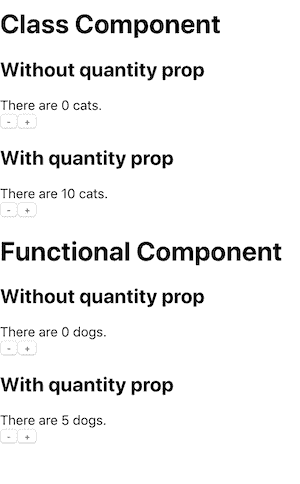 Class Component
Without quantity prop
There are 0 cats.
- +
With quantity prop
There are 10 cats.
- +
Functional Component
Without quantity prop
There are 0 dogs.
- +
With quantity prop
There are 5 dogs.
- +